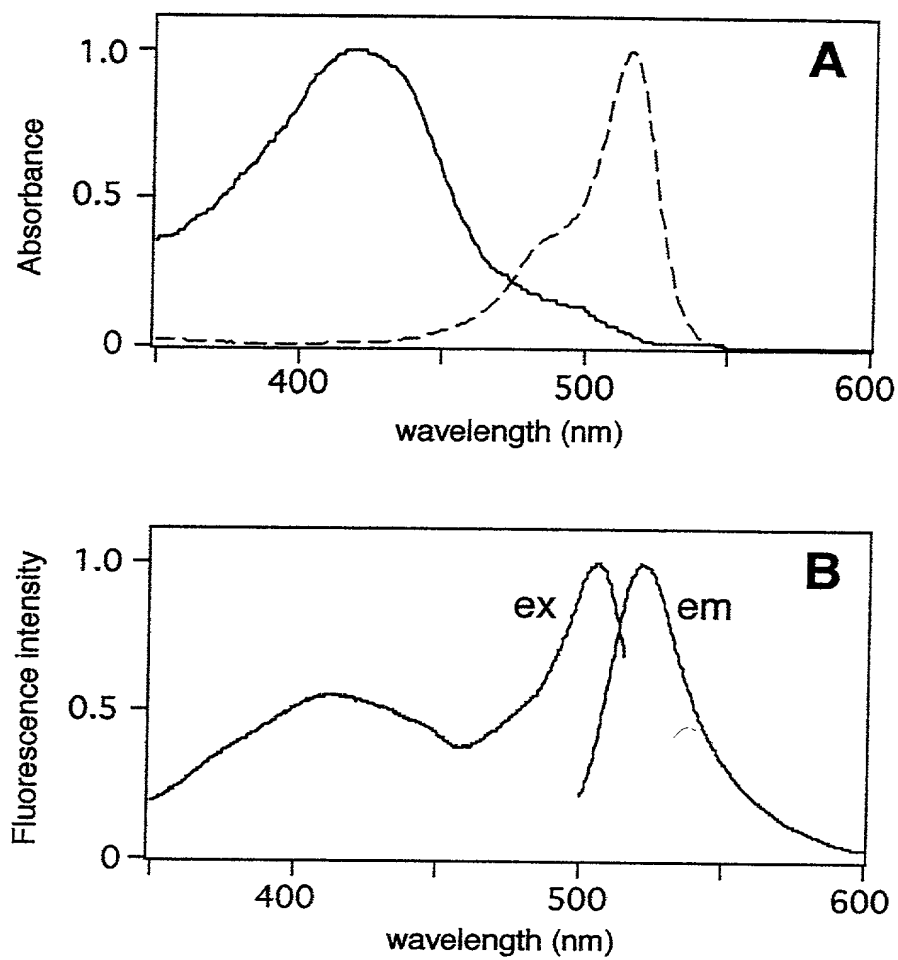 A
1.0
0.5
0
Absorbance
400 500 600
wavelength (nm)
B
1.0
0.5
0
Fluorescence intensity
ex em
400 500 600
wavelength (nm)